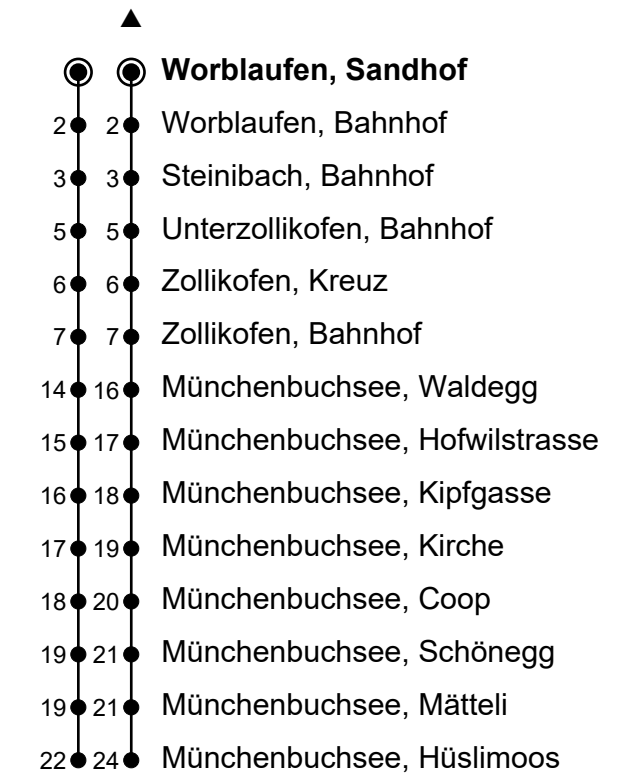 ▲
Worblaufen, Sandhof
2 2 Worblaufen, Bahnhof
3 3 Steinibach, Bahnhof
5 5 Unterzollikofen, Bahnhof
6 6 Zollikofen, Kreuz
7 7 Zollikofen, Bahnhof
14 16 Münchenbuchsee, Waldegg
15 17 Münchenbuchsee, Hofwilstrasse
16 18 Münchenbuchsee, Kipfgasse
17 19 Münchenbuchsee, Kirche
18 20 Münchenbuchsee, Coop
19 21 Münchenbuchsee, Schönegg
19 21 Münchenbuchsee, Mätteli
22 24 Münchenbuchsee, Hüslimoos